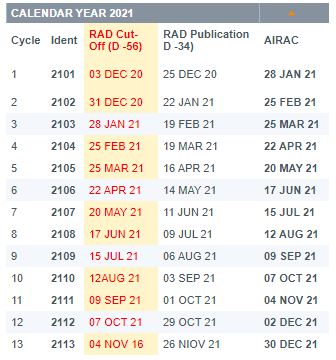 CALENDAR YEAR 2021
Cycle Ident RAD Cut- RAD Publication AIRAC
Off (D -56) D -34)
1 2101 03 DEC 20 25 DEC 20 28 JAN 21
2 2102 31 DEC 20 22 JAN 21 25 FEB 21
3 2103 28 JAN 21 19 FEB 21 25 MAR 21
4 2104 25 FEB 21 19 MAR 21 22 APR 21
5 2105 25 MAR 21 16 APR 21 20 MAY 21
6 2106 22 APR 21 14 MAY 21 17 JUN 21
7 2107 20 MAY 21 11 JUN 21 15 JUL 21
8 2108 17 JUN 21 09 JUL 21 12 AUG 21
9 2109 15 JUL 21 06 AUG 21 09 SEP 21
10 2110 12AUG 21 03 SEP 21 07 OCT 21
11 2111 09 SEP 21 01 OCT 21 04 NOV 21
12 2112 07 OCT 21 29 OCT 21 02 DEC 21
13 2113 04 NOV 16 26 NIOV 21 30 DEC 21